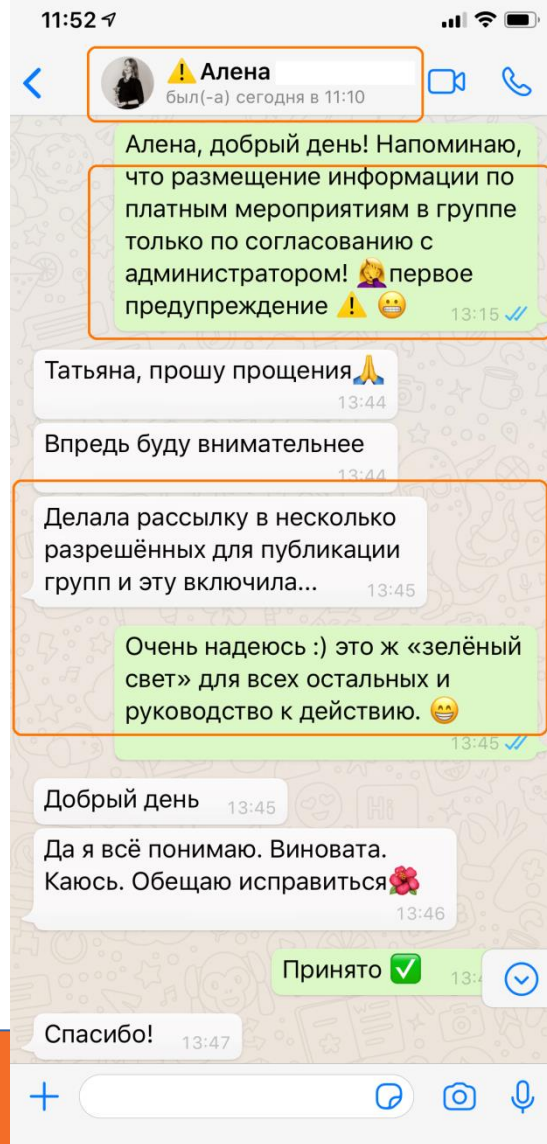 11:52
⚠️ Алена
был(-а) сегодня в 11:10
Алена, добрый день! Напоминаю,
что размещение информации по
платным мероприятиям в группе
только по согласованию с
администратором! 🤦‍♀️ первое
предупреждение ⚠️ 😬 13:15
Татьяна, прошу прощения🙏
13:44
Впредь буду внимательнее
13:44
Делала рассылку в несколько
разрешённых для публикации
групп и эту включила... 13:45
Очень надеюсь :) это ж «зелёный
свет» для всех остальных и
руководство к действию. 😁
13:45
Добрый день 13:45
Да я всё понимаю. Виновата.
Каюсь. Обещаю исправиться🌺
13:46
Принято ✅
Спасибо! 13:47